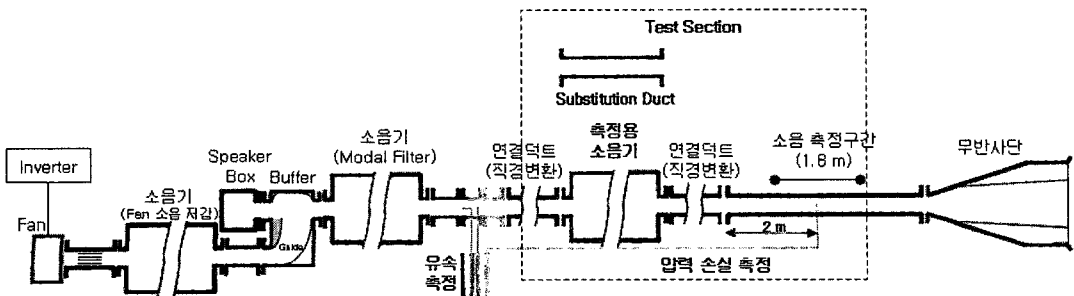 Test Section
Substitution Duct
측정용
소음기
소음기
(Modal Filter)
연결덕트
(직경변환)
연결덕트
(직경변환)
소음 측정구간
(1.8 m)
무반사단
Inverter
Speaker
Box
Buffer
소음기
(Fan 소음 저감)
Fan
Guide
2 m
유속
측정
압력 손실 측정